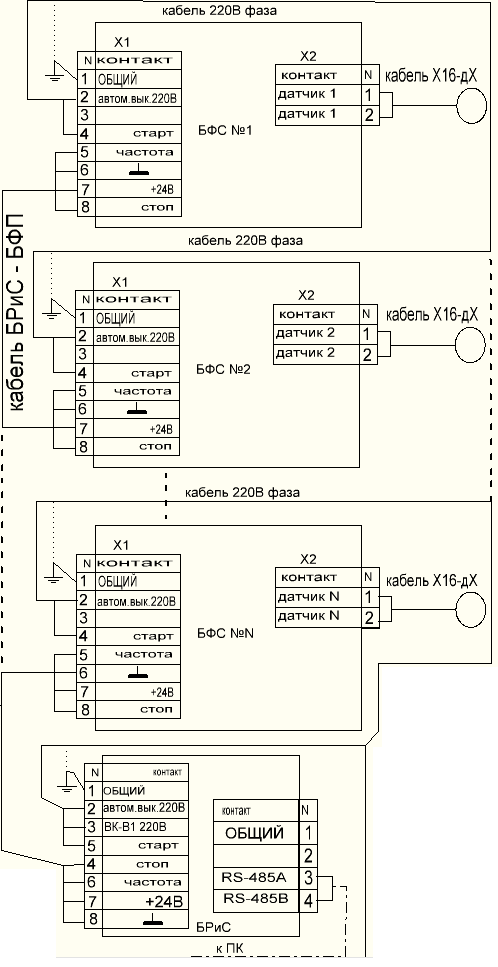 кабель 220В фаза
X1
N контакт
1 ОБЩИЙ
2 автом.вык.220В
3
4 старт
5 частота
6
7 +24В
8 стоп
БФС №1
X2
контакт N
датчик 1 1
датчик 1 2
кабель X16-дХ
кабель БРиС - БФП
кабель 220В фаза
X1
N контакт
1 ОБЩИЙ
2 автом.вык.220В
3
4 старт
5 частота
6
7 +24В
8 стоп
БФС №2
X2
контакт N
датчик 2 1
датчик 2 2
кабель X16-дХ
кабель 220В фаза
X1
N контакт
1 ОБЩИЙ
2 автом.вык.220В
3
4 старт
5 частота
6
7 +24В
8 стоп
БФС №N
X2
контакт N
датчик N 1
датчик N 2
кабель X16-дХ
N контакт
1 ОБЩИЙ
2 автом.вык.220В
3 ВК-В1 220В
5 старт
4 стоп
6 частота
7 +24В
8
БРиС
контакт N
ОБЩИЙ 1
2
RS-485A 3
RS-485B 4
к ПК